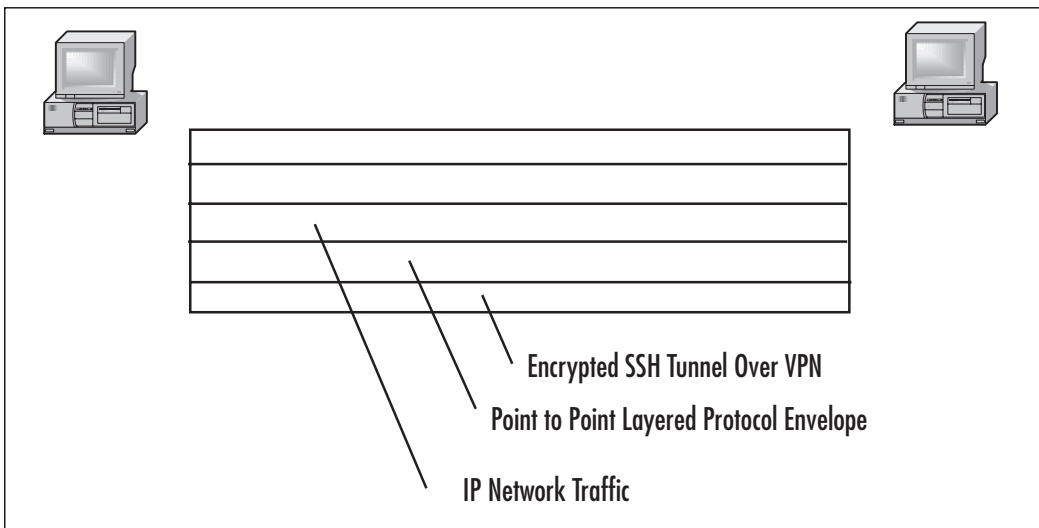 Encrypted SSH Tunnel Over VPN
Point to Point Layered Protocol Envelope
IP Network Traffic